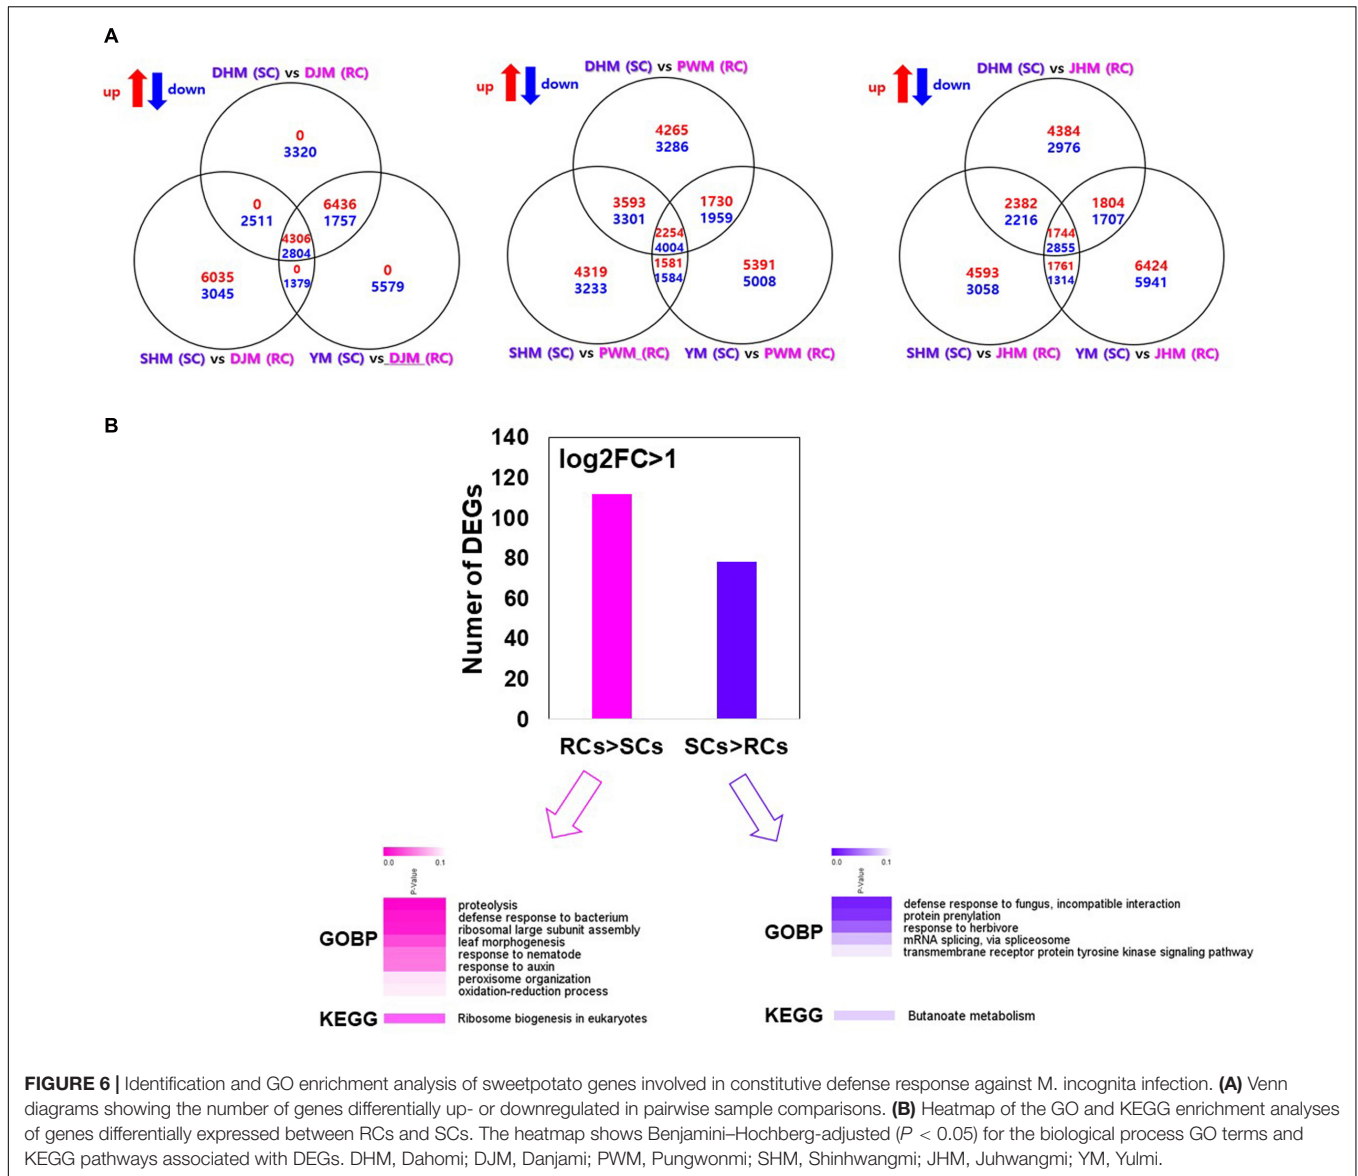 A
up
down
DHM (SC) vs DJM (RC)
0
3320
0
2511
6436
1757
4306
2804
6035
3045
0
1379
0
5579
SHM (SC) vs DJM (RC)
YM (SC) vs DJM (RC)
up
down
DHM (SC) vs PWM (RC)
4265
3286
3593
3301
1730
1959
2254
4004
4319
3233
1581
1584
5391
5008
SHM (SC) vs PWM (RC)
YM (SC) vs PWM (RC)
up
down
DHM (SC) vs JHM (RC)
4384
2976
2382
2216
1804
1707
1744
2855
4593
3058
1761
1314
6424
5941
SHM (SC) vs JHM (RC)
YM (SC) vs JHM (RC)
B
Numer of DEGs
140
120
100
80
60
40
20
0
log2FC>1
RCs>SCs
SCs>RCs
0.0
0.1
P-Value
GOBP
proteolysis
defense response to bacterium
ribosomal large subunit assembly
leaf morphogenesis
response to nematode
response to auxin
peroxisome organization
oxidation-reduction process
KEGG
Ribosome biogenesis in eukaryotes
0.0
0.1
P-Value
GOBP
defense response to fungus, incompatible interaction
protein prenylation
response to herbivore
mRNA splicing, via spliceosome
transmembrane receptor protein tyrosine kinase signaling pathway
KEGG
Butanoate metabolism
FIGURE 6 | Identification and GO enrichment analysis of sweetpotato genes involved in constitutive defense response against M. incognita infection. (A) Venn
diagrams showing the number of genes differentially up- or downregulated in pairwise sample comparisons. (B) Heatmap of the GO and KEGG enrichment analyses
of genes differentially expressed between RCs and SCs. The heatmap shows Benjamini–Hochberg-adjusted (P < 0.05) for the biological process GO terms and
KEGG pathways associated with DEGs. DHM, Dahomi; DJM, Danjami; PWM, Pungwonmi; SHM, Shinhwangmi; JHM, Juhwangmi; YM, Yulmi.